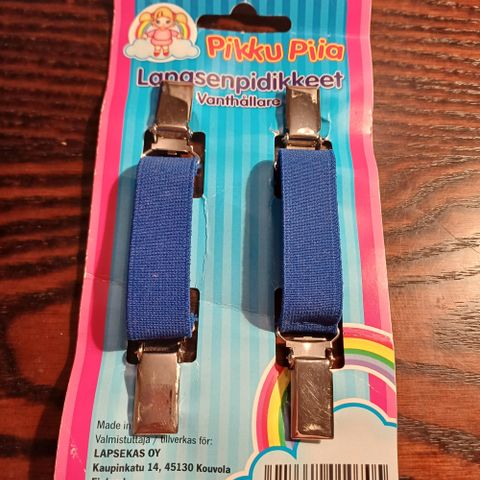 Pikku Piia
Lapasenpidikkeet
Vanthållare
Made in
Valmistuttaja / tillverkas för:
LAPSEKAS OY
Kaupinkatu 14, 45130 Kouvola